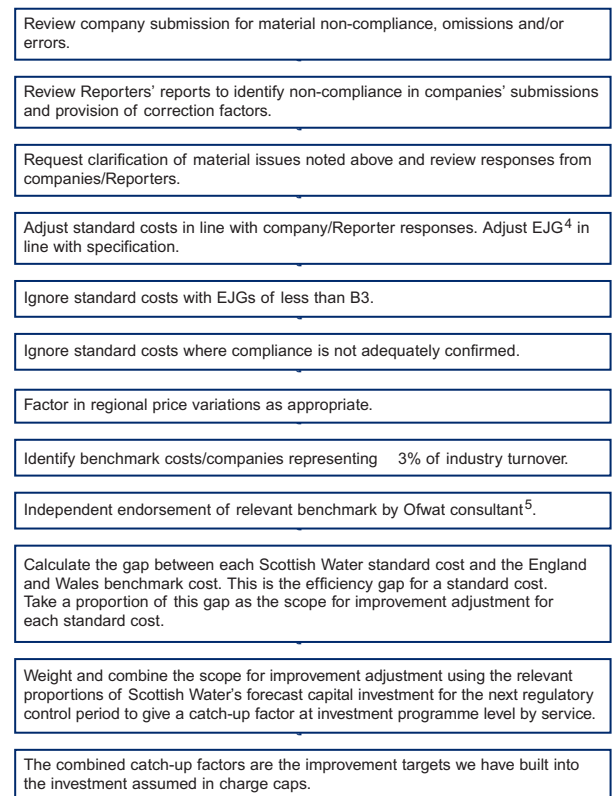 Review company submission for material non-compliance, omissions and/or
errors.
Review Reporters' reports to identify non-compliance in companies' submissions
and provision of correction factors.
Request clarification of material issues noted above and review responses from
companies/Reporters.
Adjust standard costs in line with company/Reporter responses. Adjust EJG4 in
line with specification.
Ignore standard costs with EJGs of less than B3.
Ignore standard costs where compliance is not adequately confirmed.
Factor in regional price variations as appropriate.
Identify benchmark costs/companies representing 3% of industry turnover.
Independent endorsement of relevant benchmark by Ofwat consultant5.
Calculate the gap between each Scottish Water standard cost and the England
and Wales benchmark cost. This is the efficiency gap for a standard cost.
Take a proportion of this gap as the scope for improvement adjustment for
each standard cost.
Weight and combine the scope for improvement adjustment using the relevant
proportions of Scottish Water's forecast capital investment for the next regulatory
control period to give a catch-up factor at investment programme level by service.
The combined catch-up factors are the improvement targets we have built into
the investment assumed in charge caps.